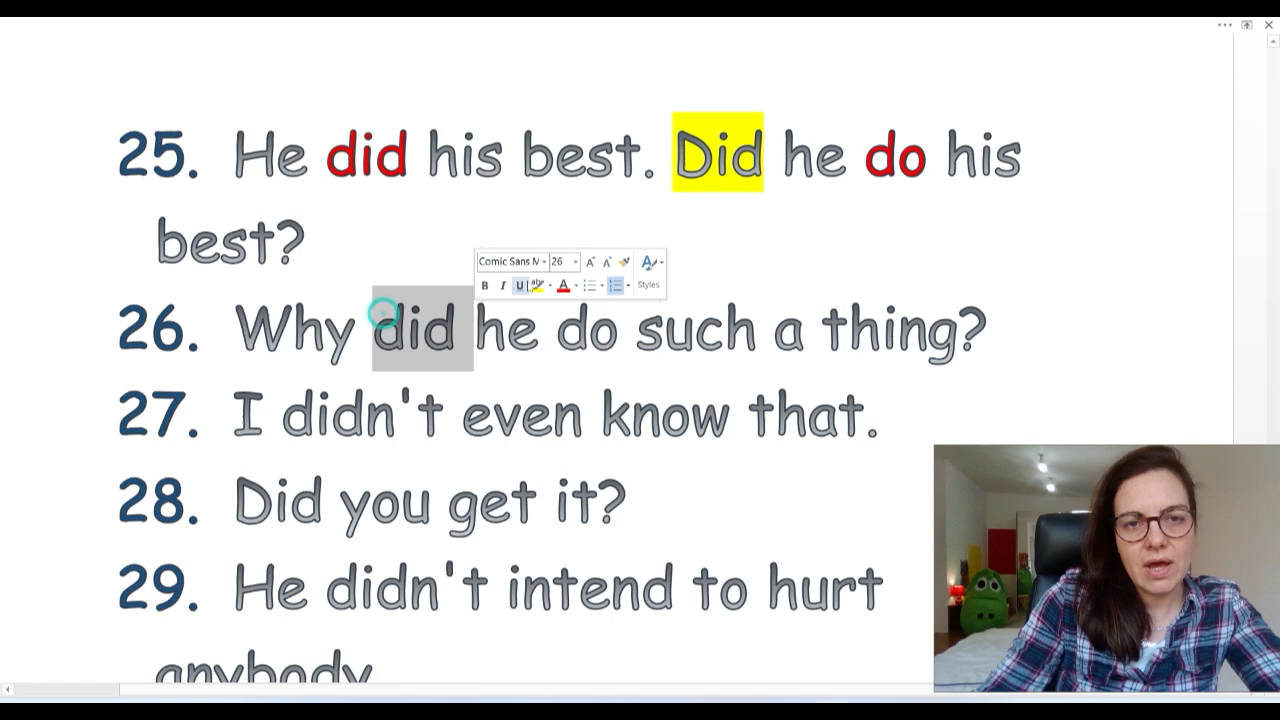 25. He did his best. Did he do his
best?
Comic Sans M 26
Styles
26. Why did he do such a thing?
27. I didn't even know that.
28. Did you get it?
29. He didn't intend to hurt
anybody